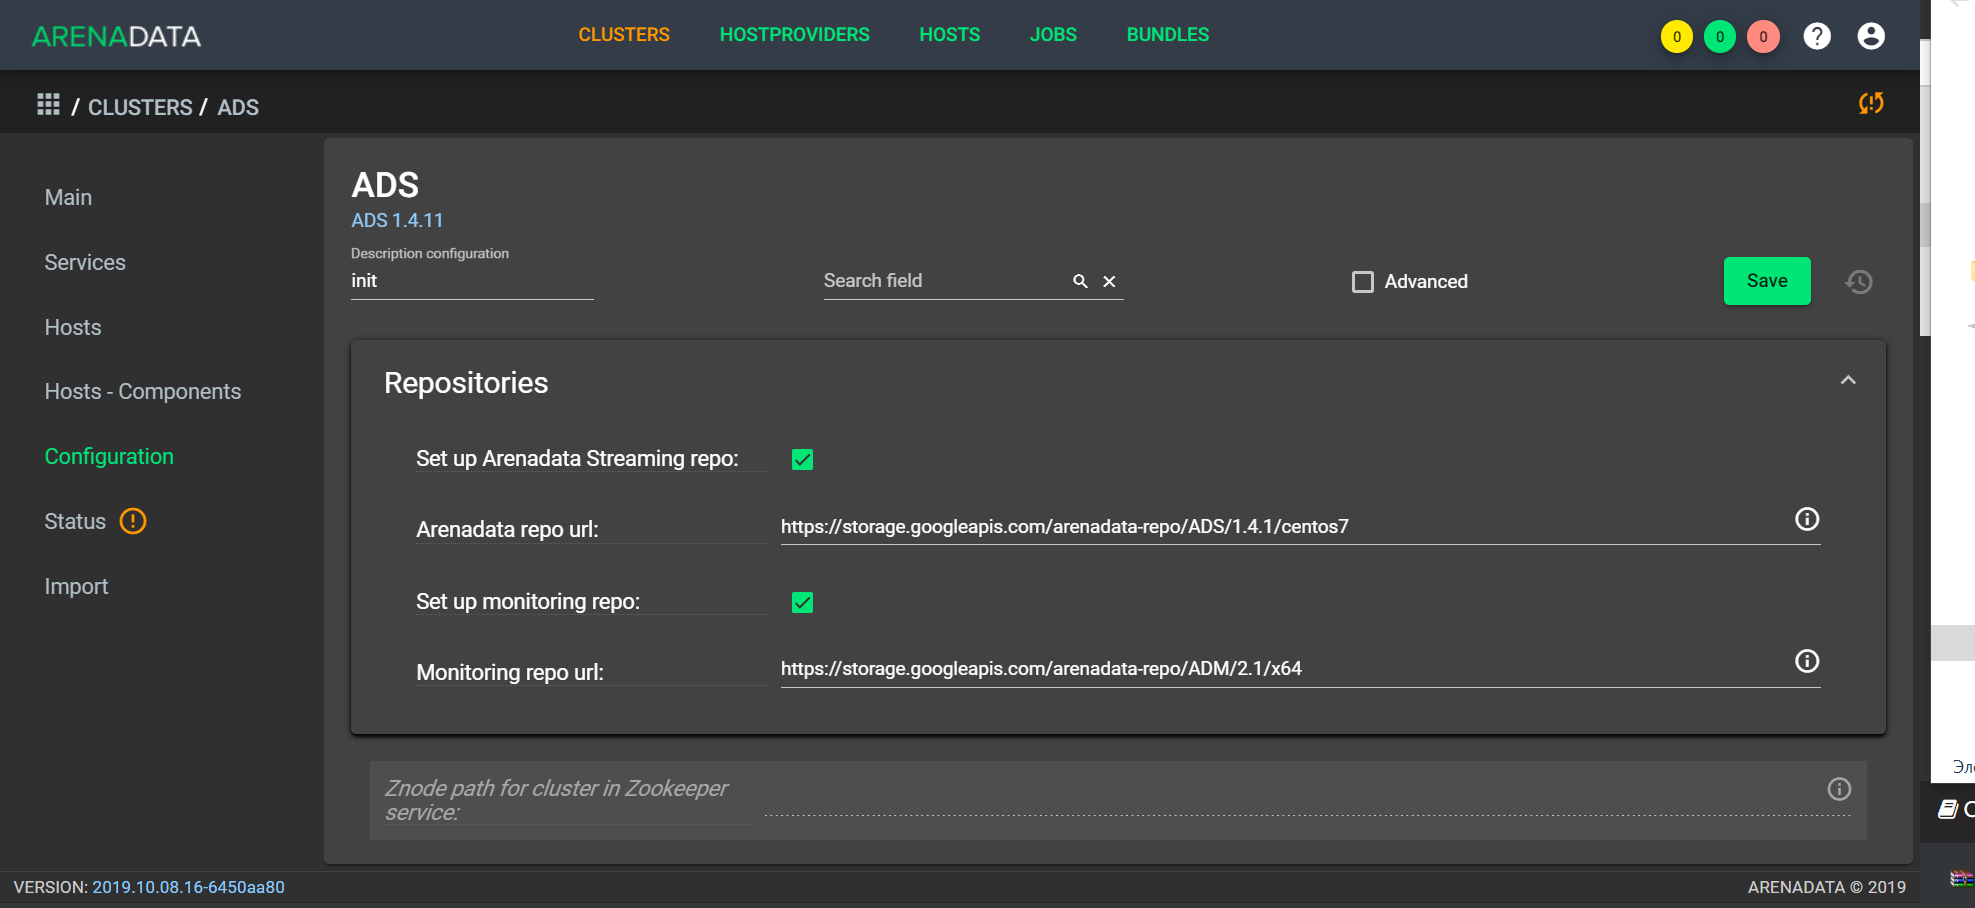 ARENADATA
CLUSTERS HOSTPROVIDERS HOSTS JOBS BUNDLES
0 0 0
/ CLUSTERS / ADS
Main
Services
Hosts
Hosts - Components
Configuration
Status
Import
ADS
ADS 1.4.11
Description configuration
init
Search field
Advanced
Save
Repositories
Set up Arenadata Streaming repo:
Arenadata repo url: https://storage.googleapis.com/arenadata-repo/ADS/1.4.1/centos7
Set up monitoring repo:
Monitoring repo url: https://storage.googleapis.com/arenadata-repo/ADM/2.1/x64
Znode path for cluster in Zookeeper
service:
VERSION: 2019.10.08.16-6450aa80
ARENADATA © 2019